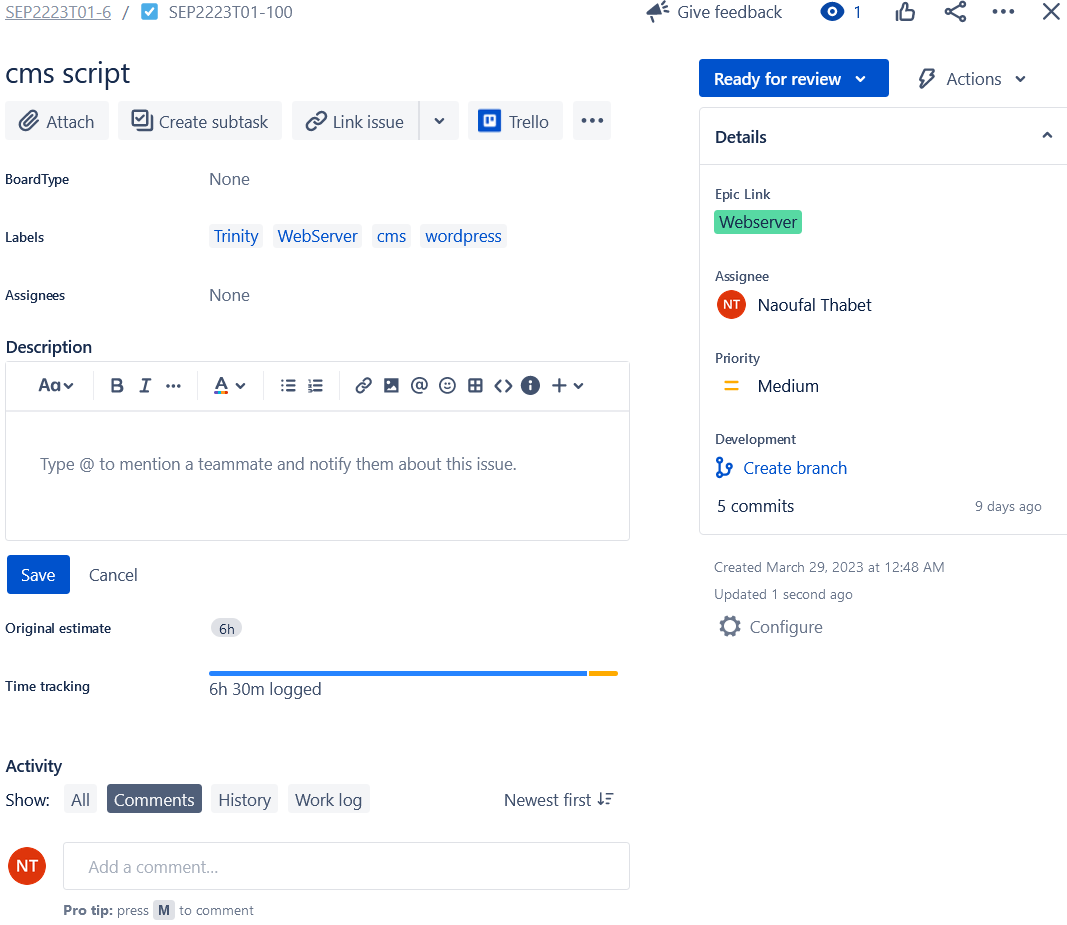 SEP2223T01-6 / SEP2223T01-100
Give feedback 1
cms script
Attach Create subtask Link issue Trello
BoardType None
Labels Trinity WebServer cms wordpress
Assignees None
Description
Aa B I A @ <> +
Type @ to mention a teammate and notify them about this issue.
Save Cancel
Original estimate 6h
Time tracking 6h 30m logged
Activity
Show: All Comments History Work log Newest first
NT Add a comment...
Pro tip: press M to comment
Ready for review Actions
Details
Epic Link
Webserver
Assignee
NT Naoufal Thabet
Priority
Medium
Development
Create branch
5 commits 9 days ago
Created March 29, 2023 at 12:48 AM
Updated 1 second ago
Configure